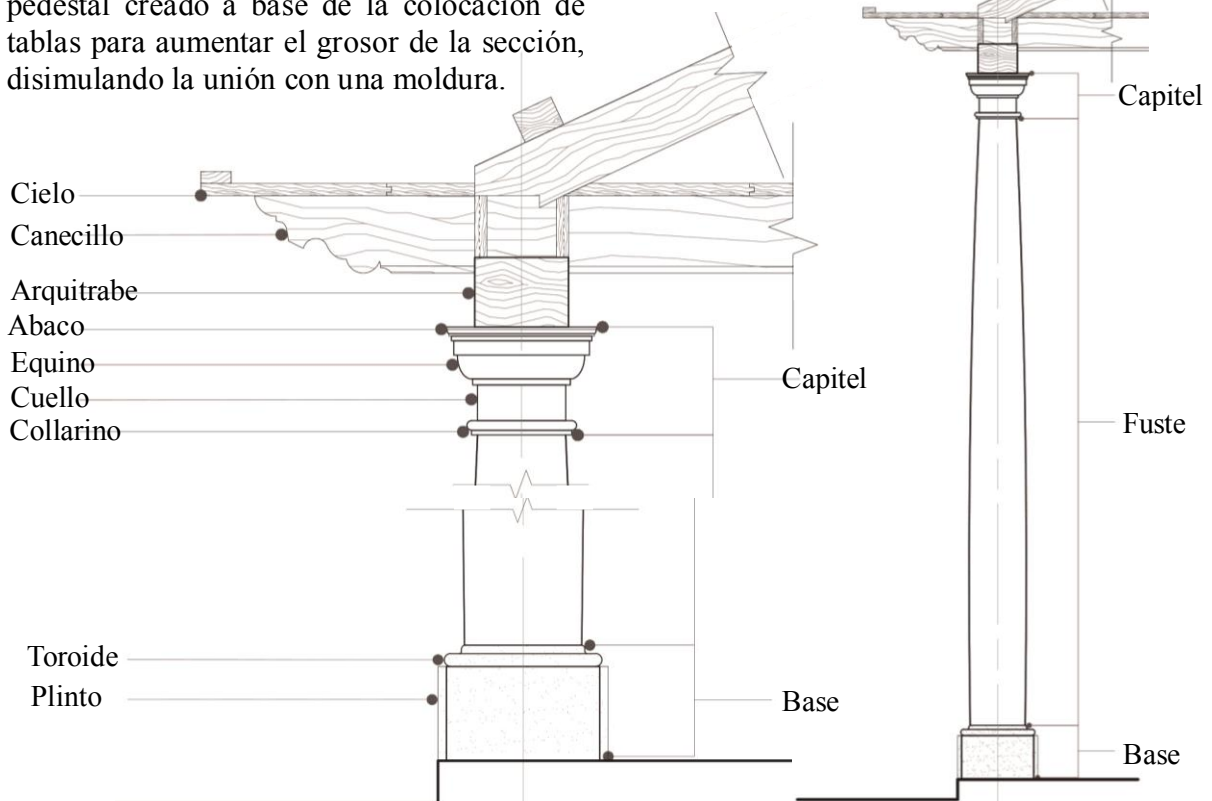 pedestal creado a base de la colocación de
tablas para aumentar el grosor de la sección,
disimulando la unión con una moldura.
Cielo
Canecillo
Arquitrabe
Abaco
Equino
Cuello
Collarino
Capitel
Toroide
Plinto
Base
Capitel
Fuste
Base